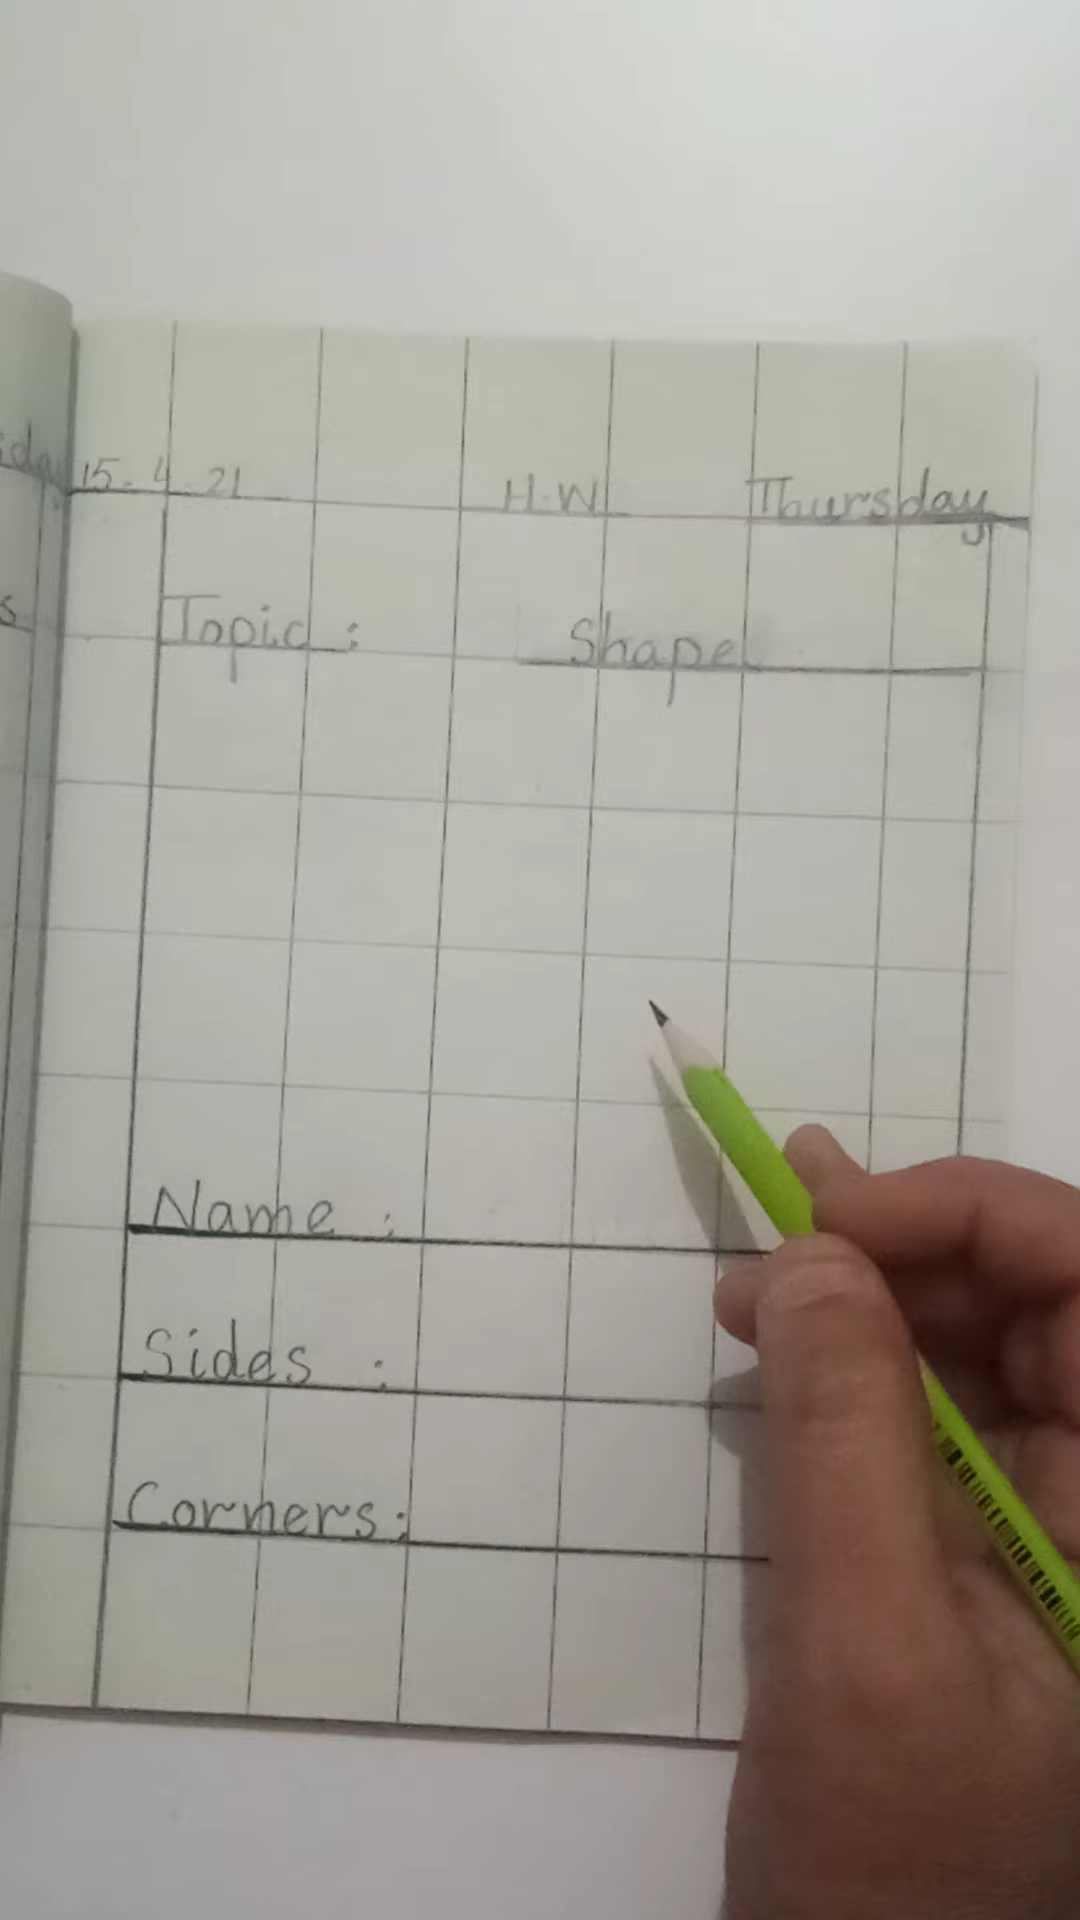 15.4.21 H.W Thursday
Topic : Shape
Name :
Sides :
Corners: